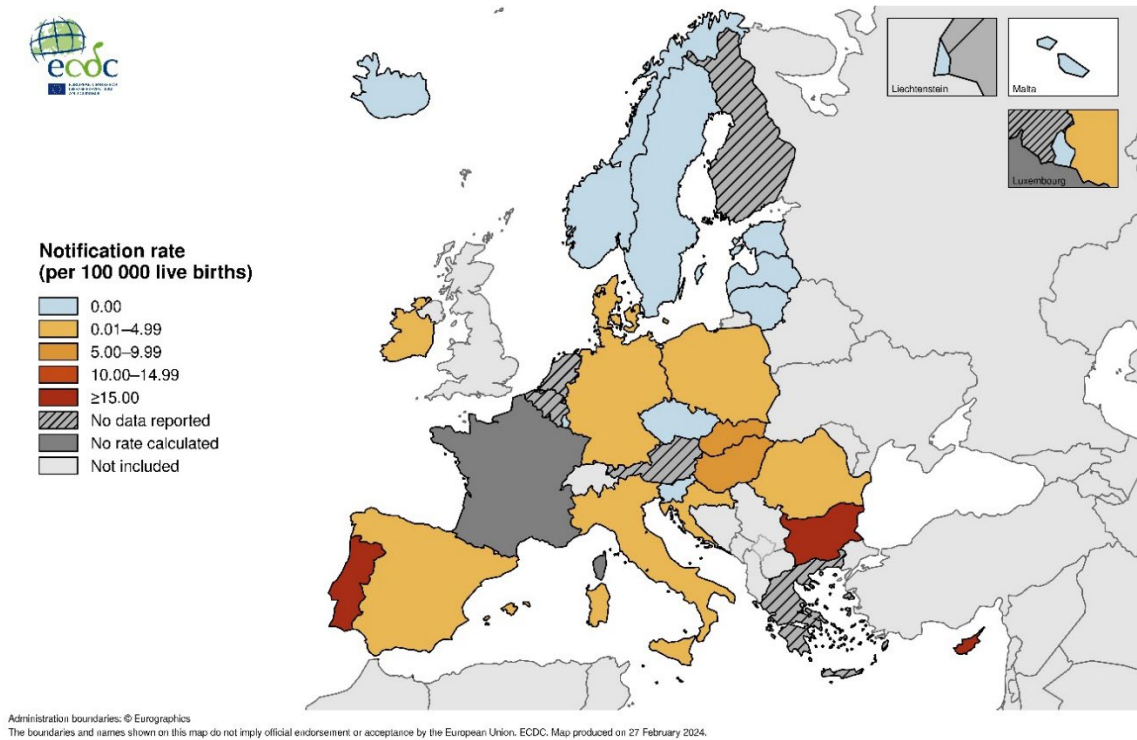 ecdc
Liechtenstein
Malta
Luxembourg
Notification rate
(per 100 000 live births)
0.00
0.01–4.99
5.00–9.99
10.00–14.99
≥15.00
No data reported
No rate calculated
Not included
Administration boundaries: © Eurographics
The boundaries and names shown on this map do not imply official endorsement or acceptance by the European Union. ECDC. Map produced on 27 February 2024.